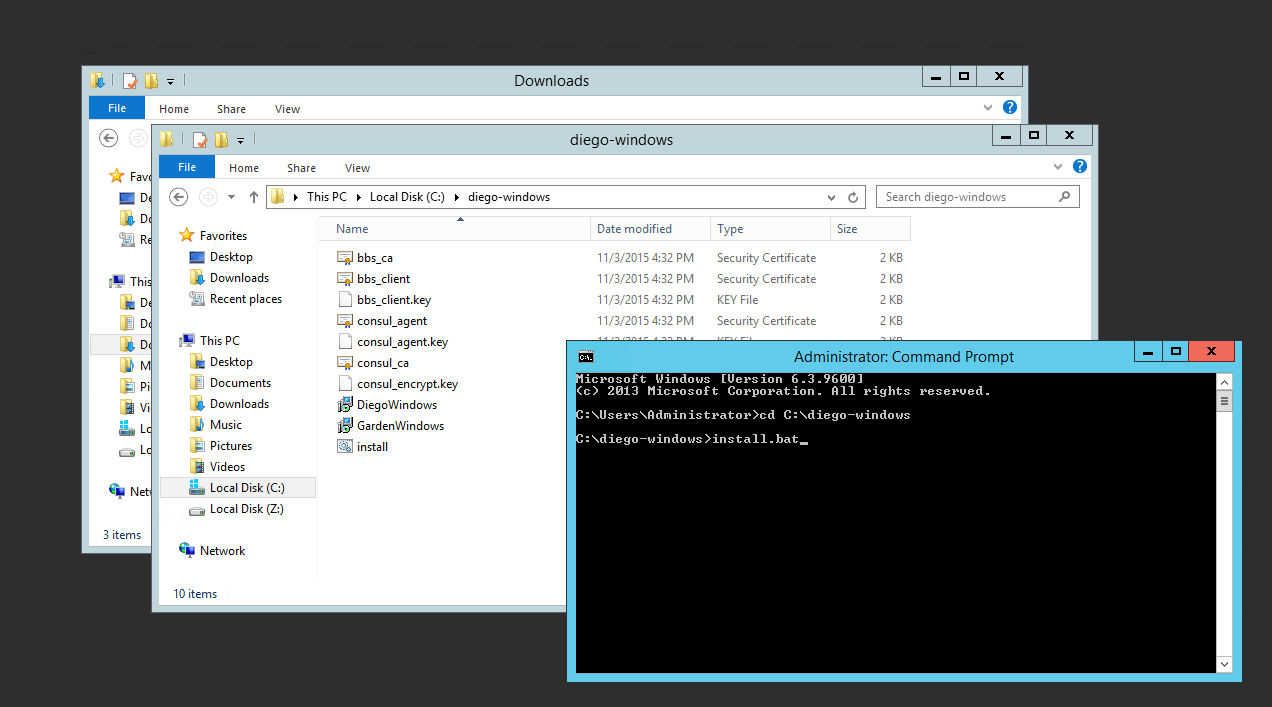 Downloads
File Home Share View
Favo
De
Do
Re
This
De
Do
Do
M
Pi
Vi
Lo
Lo
Net
3 items
diego-windows
File Home Share View
This PC Local Disk (C:) diego-windows
Search diego-windows
Favorites
Desktop
Downloads
Recent places
This PC
Desktop
Documents
Downloads
Music
Pictures
Videos
Local Disk (C:)
Local Disk (Z:)
Network
10 items
Name Date modified Type Size
bbs_ca 11/3/2015 4:32 PM Security Certificate 2 KB
bbs_client 11/3/2015 4:32 PM Security Certificate 2 KB
bbs_client.key 11/3/2015 4:32 PM KEY File 2 KB
consul_agent 11/3/2015 4:32 PM Security Certificate 2 KB
consul_agent.key 11/3/2015 4:32 PM KEY File 2 KB
consul_ca
consul_encrypt.key
DiegoWindows
GardenWindows
install
Administrator: Command Prompt
Microsoft Windows [Version 6.3.9600]
(c) 2013 Microsoft Corporation. All rights reserved.
C:\Users\Administrator>cd C:\diego-windows
C:\diego-windows>install.bat_